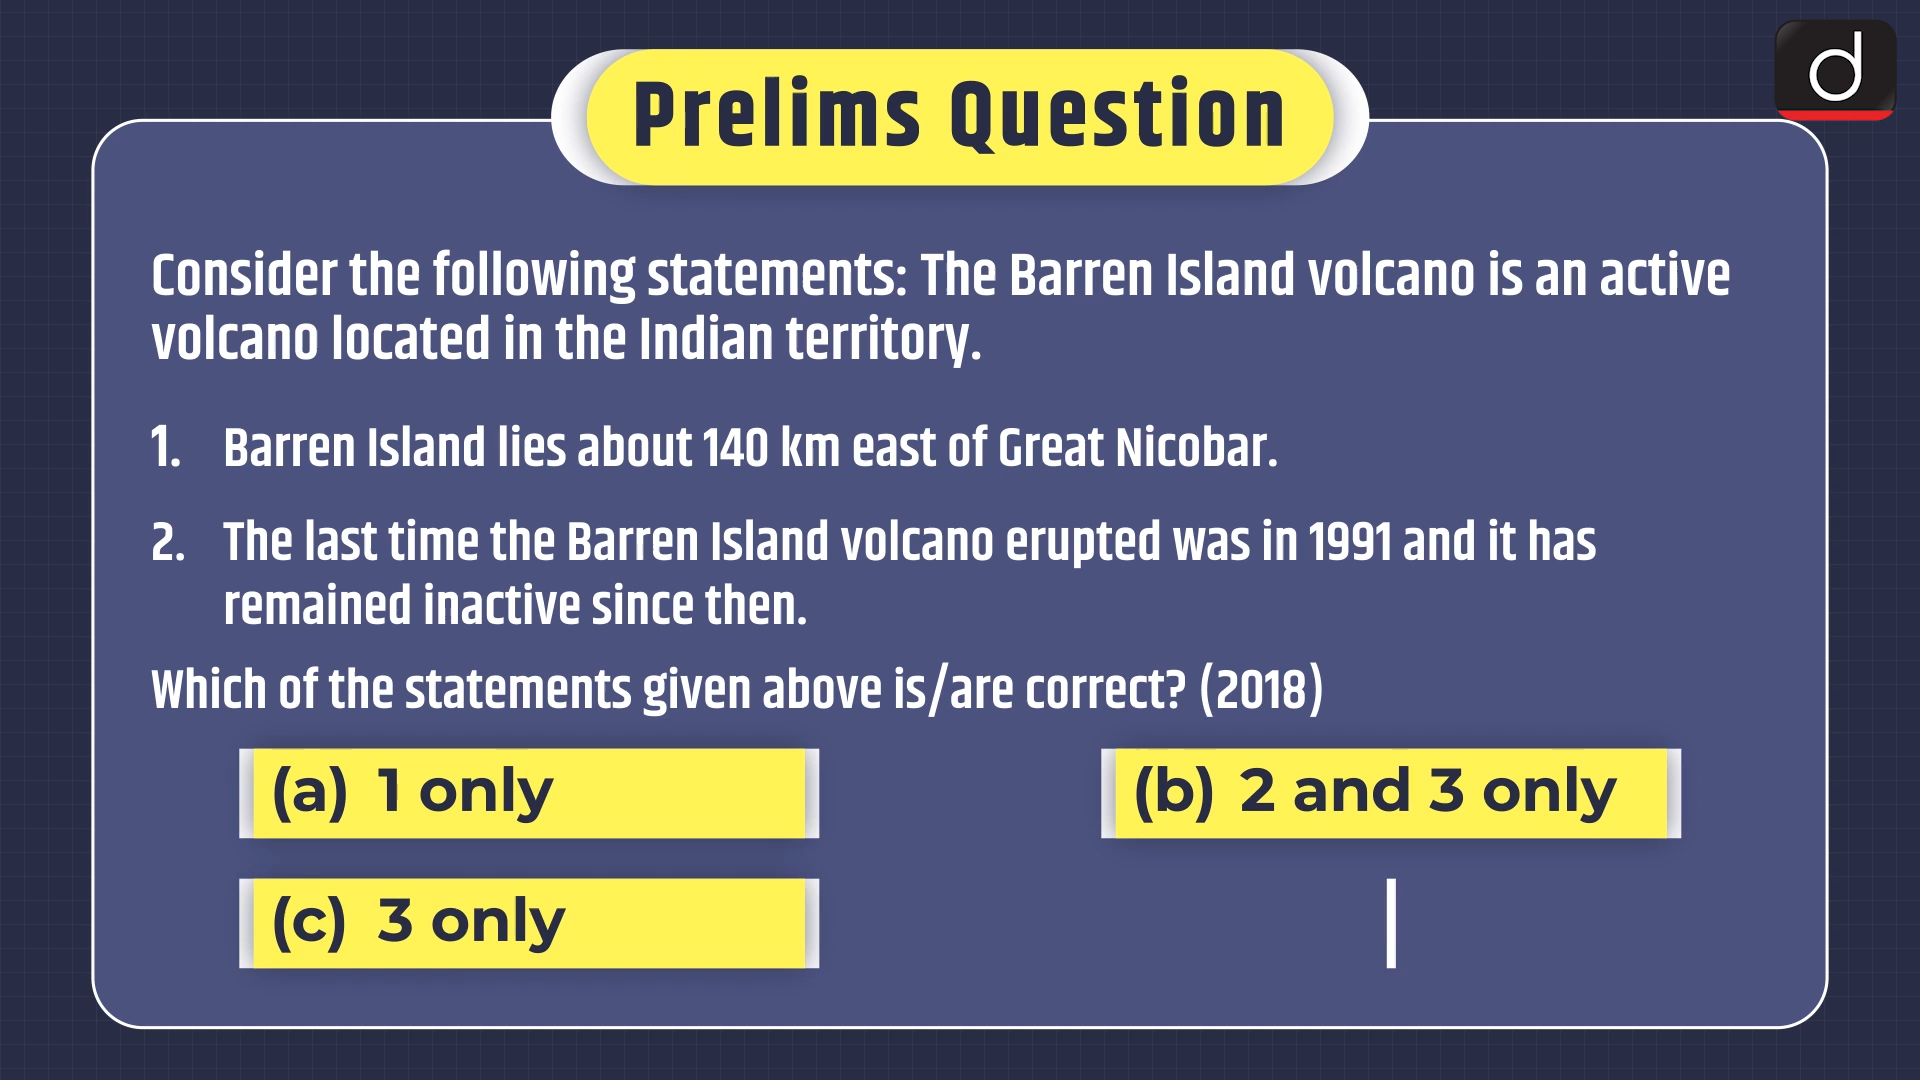 Prelims Question
d
Consider the following statements: The Barren Island volcano is an active
volcano located in the Indian territory.
1. Barren Island lies about 140 km east of Great Nicobar.
2. The last time the Barren Island volcano erupted was in 1991 and it has
remained inactive since then.
Which of the statements given above is/are correct? (2018)
(a) 1 only
(b) 2 and 3 only
(c) 3 only